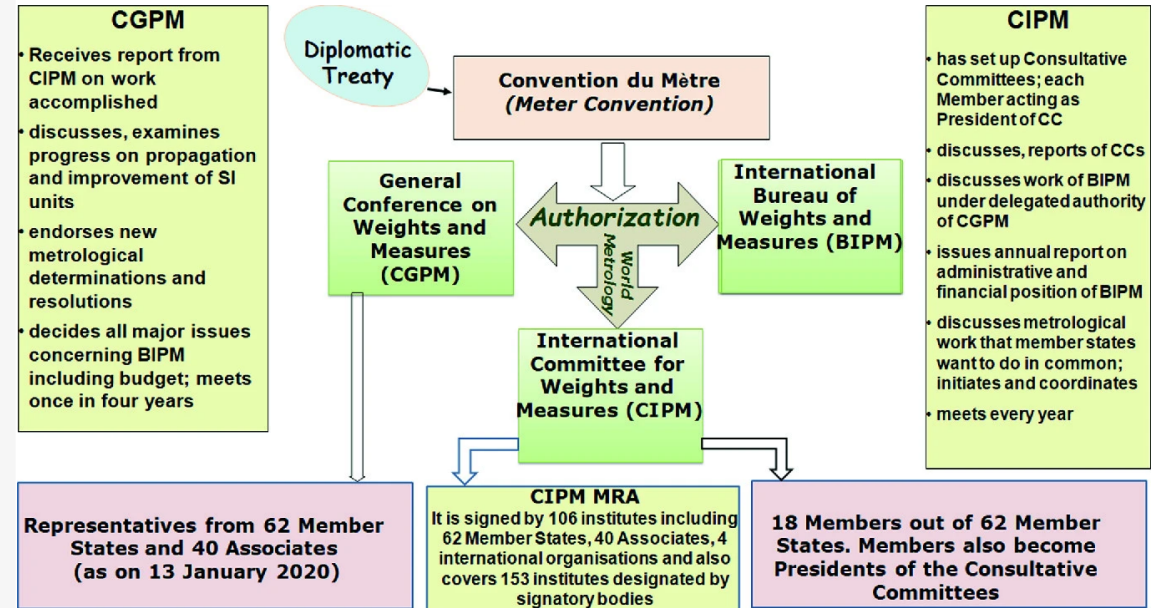 CGPM
• Receives report from
CIPM on work
accomplished
• discusses, examines
progress on propagation
and improvement of SI
units
• endorses new
metrological
determinations and
resolutions
• decides all major issues
concerning BIPM
including budget; meets
once in four years
Diplomatic
Treaty
Convention du Mètre
(Meter Convention)
General
Conference on
Weights and
Measures
(CGPM)
Authorization
World
Metrology
International
Bureau of
Weights and
Measures (BIPM)
International
Committee for
Weights and
Measures (CIPM)
CIPM
• has set up Consultative
Committees; each
Member acting as
President of CC
• discusses, reports of CCs
• discusses work of BIPM
under delegated authority
of CGPM
• issues annual report on
administrative and
financial position of BIPM
• discusses metrological
work that member states
want to do in common;
initiates and coordinates
• meets every year
Representatives from 62 Member
States and 40 Associates
(as on 13 January 2020)
CIPM MRA
It is signed by 106 institutes including
62 Member States, 40 Associates, 4
international organisations and also
covers 153 institutes designated by
signatory bodies
18 Members out of 62 Member
States. Members also become
Presidents of the Consultative
Committees